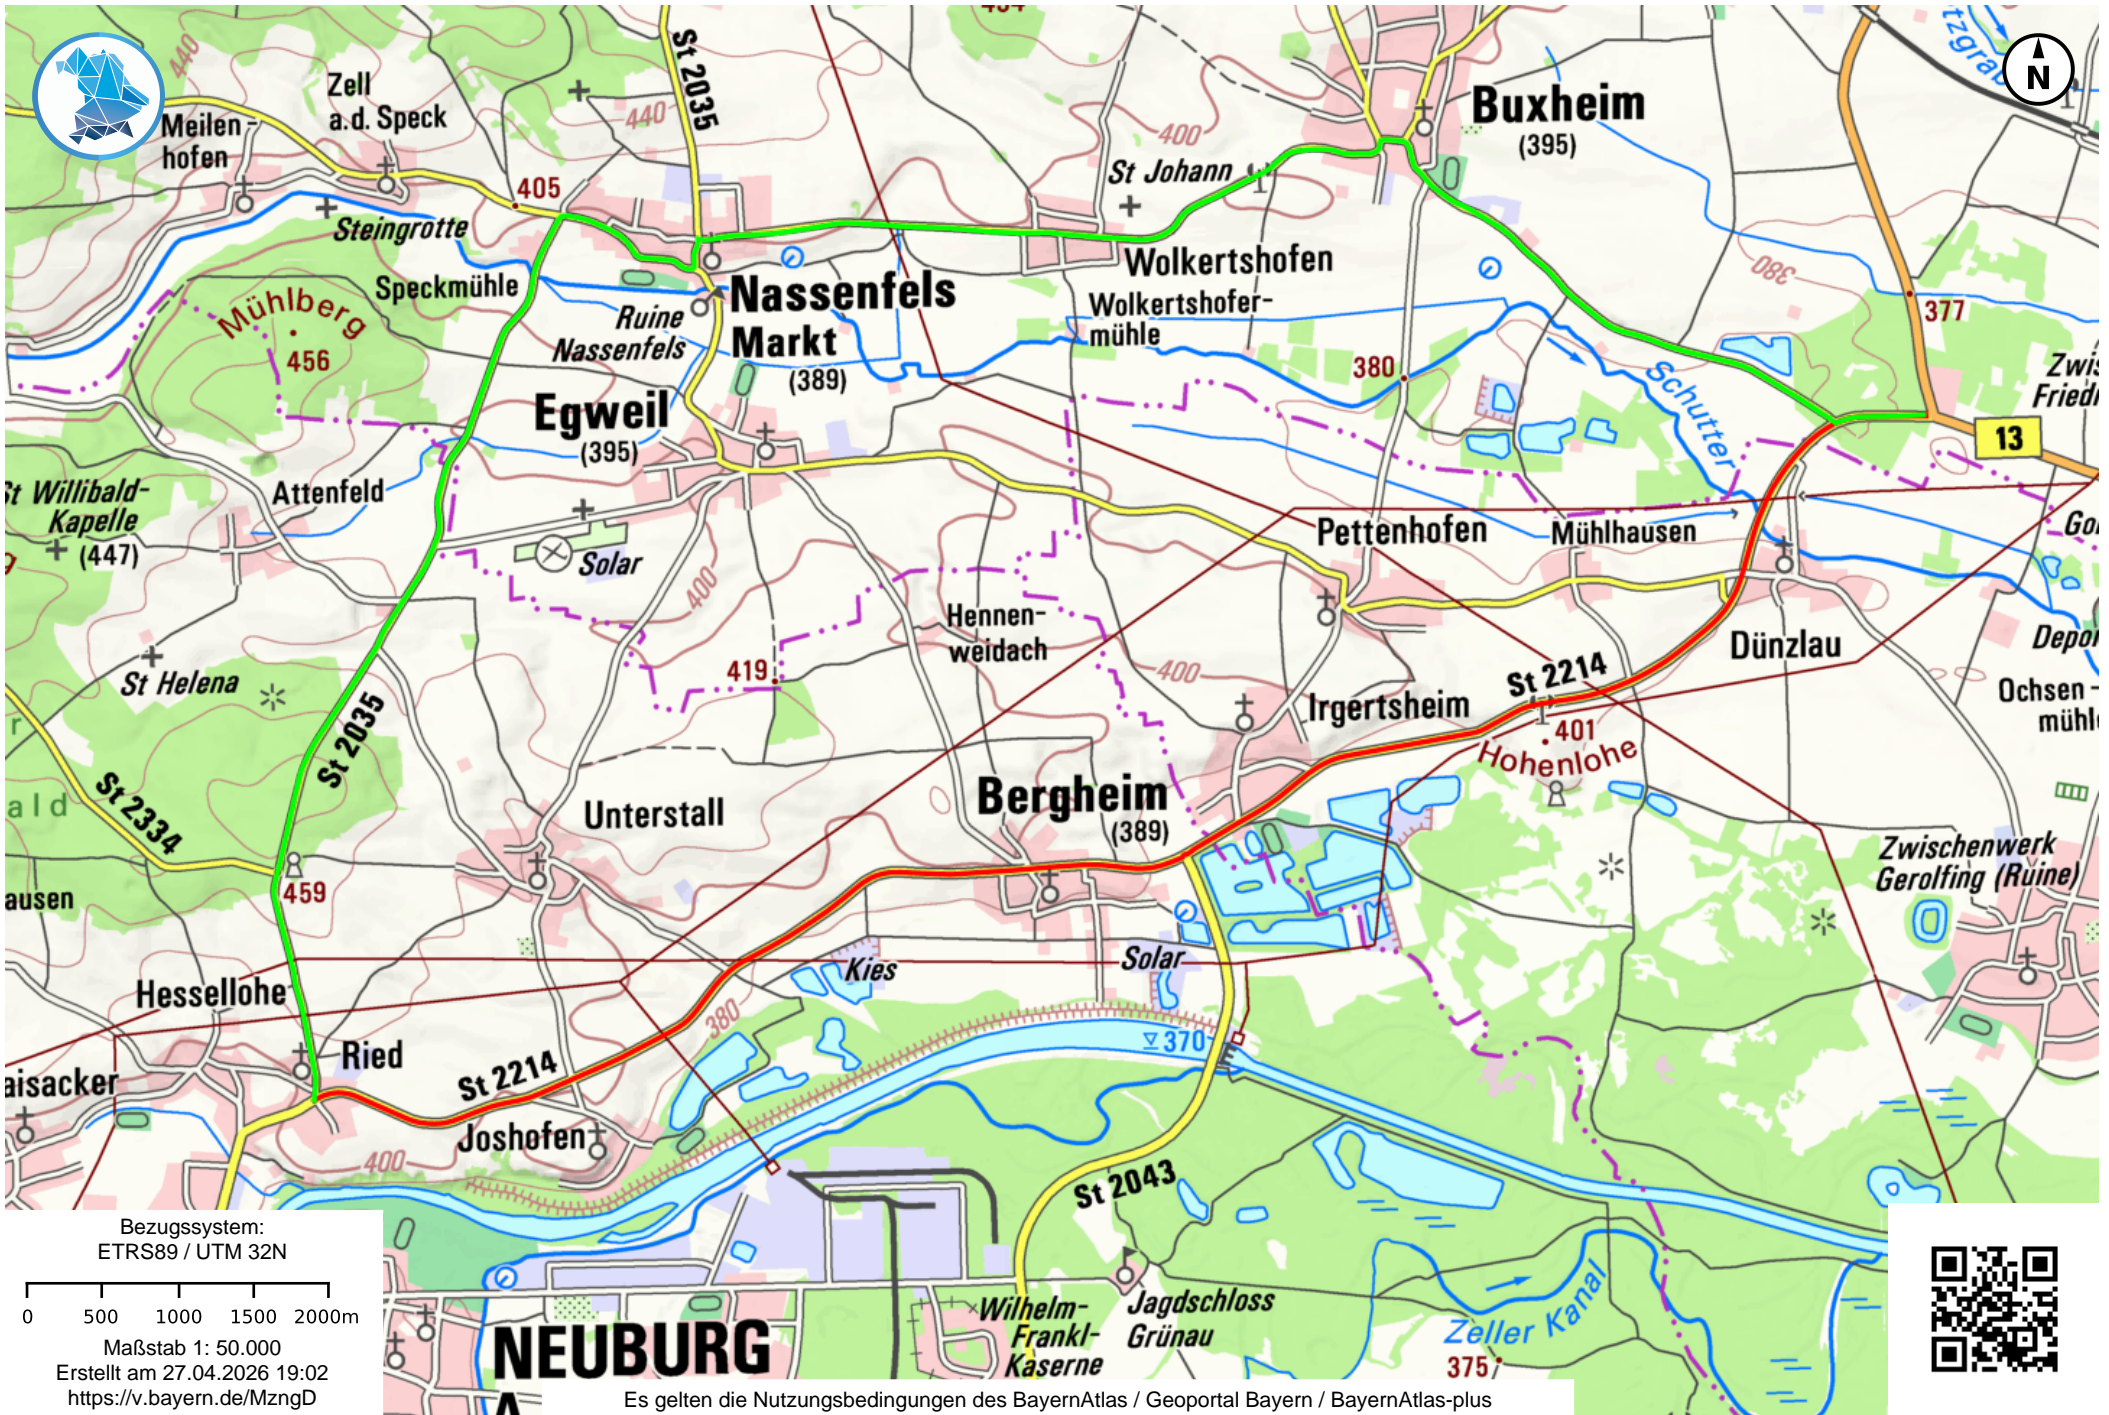 440
Zell
a.d. Speck
Meilen-
hofen
405
Steingrotte
Speckmühle
Mühlberg
456
St 2035
440
400
St Johann
Buxheim
(395)
N
380
377
13
Wolkertshofen
Wolkertshofer-
mühle
Nassenfels
Markt
(389)
Ruine
Nassenfels
Egweil
(395)
380
Schutter
Attenfeld
Kapelle
(447)
Solar
400
Pettenhofen
Mühlhausen
Hennen-
weidach
419
400
Dünzlau
St Helena
St 2035
Irgertsheim
St 2214
401
Hohenlohe
Ochsen-
St 2334
Unterstall
Bergheim
(389)
459
Zwischenwerk
Gerolfing (Ruine)
Kies
Solar
Hessellohe
380
370
Ried
St 2214
Joshofen
400
St 2043
Wilhelm-
Frankl-
Kaserne
Jagdschloss
Grünau
Zeller Kanal
375
NEUBURG
Bezugssystem:
ETRS89 / UTM 32N
0 500 1000 1500 2000m
Maßstab 1: 50.000
Erstellt am 27.04.2026 19:02
https://v.bayern.de/MzngD
Es gelten die Nutzungsbedingungen des BayernAtlas / Geoportal Bayern / BayernAtlas-plus